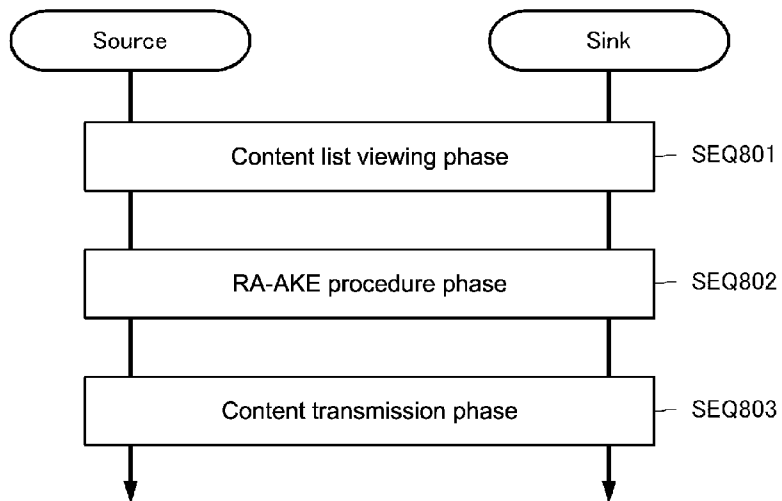 Source
Sink
Content list viewing phase
SEQ801
RA-AKE procedure phase
SEQ802
Content transmission phase
SEQ803